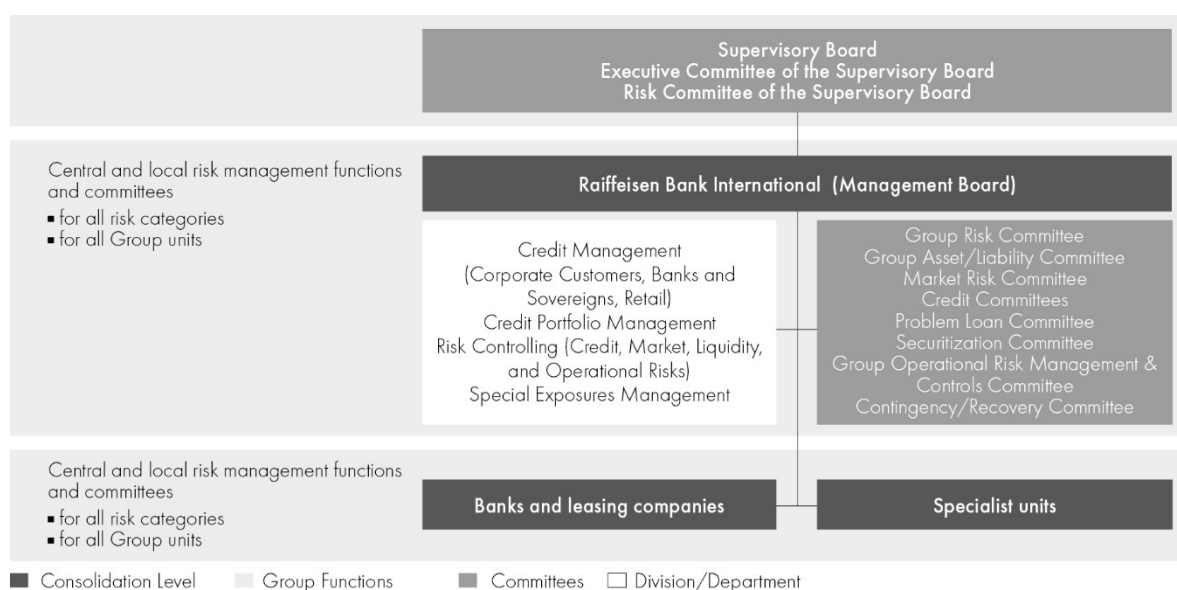 Supervisory Board
Executive Committee of the Supervisory Board
Risk Committee of the Supervisory Board
Central and local risk management functions
and committees
▪ for all risk categories
▪ for all Group units
Raiffeisen Bank International (Management Board)
Credit Management
(Corporate Customers, Banks and
Sovereigns, Retail)
Credit Portfolio Management
Risk Controlling (Credit, Market, Liquidity,
and Operational Risks)
Special Exposures Management
Group Risk Committee
Group Asset/Liability Committee
Market Risk Committee
Credit Committees
Problem Loan Committee
Securitization Committee
Group Operational Risk Management &
Controls Committee
Contingency/Recovery Committee
Central and local risk management functions
and committees
▪ for all risk categories
▪ for all Group units
Banks and leasing companies
Specialist units
Consolidation Level
Group Functions
Committees
Division/Department